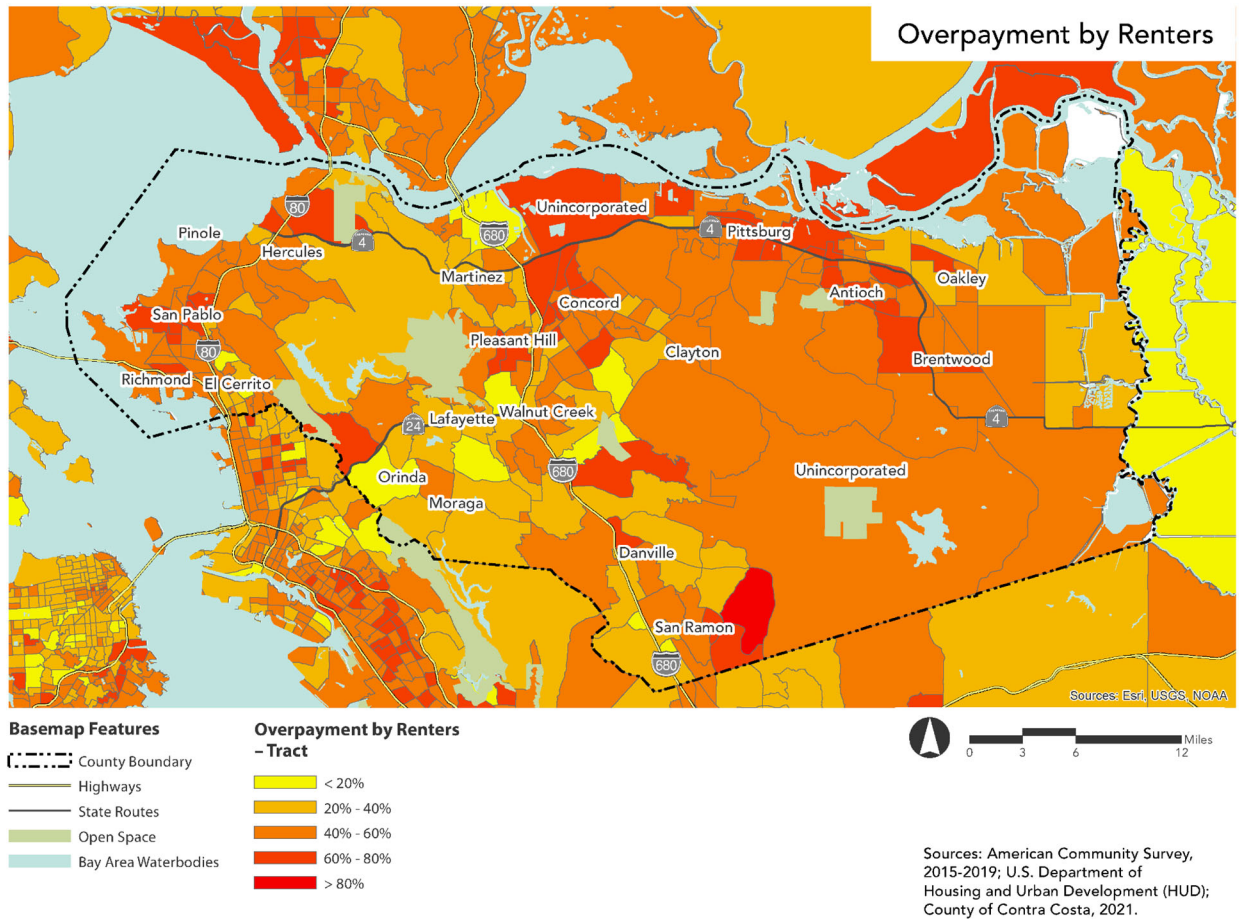 Overpayment by Renters
80
Unincorporated
Pinole
680
4
Pittsburg
4
Hercules
Martinez
Oakley
Antioch
Concord
San Pablo
Pleasant Hill
80
Clayton
Brentwood
Richmond
El Cerrito
Walnut Creek
Lafayette
4
24
680
Unincorporated
Orinda
Moraga
Danville
San Ramon
680
Sources: Esri, USGS, NOAA
Basemap Features
County Boundary
Highways
State Routes
Open Space
Bay Area Waterbodies
Overpayment by Renters
– Tract
< 20%
20% - 40%
40% - 60%
60% - 80%
> 80%
Miles
0 3 6 12
Sources: American Community Survey,
2015-2019; U.S. Department of
Housing and Urban Development (HUD);
County of Contra Costa, 2021.